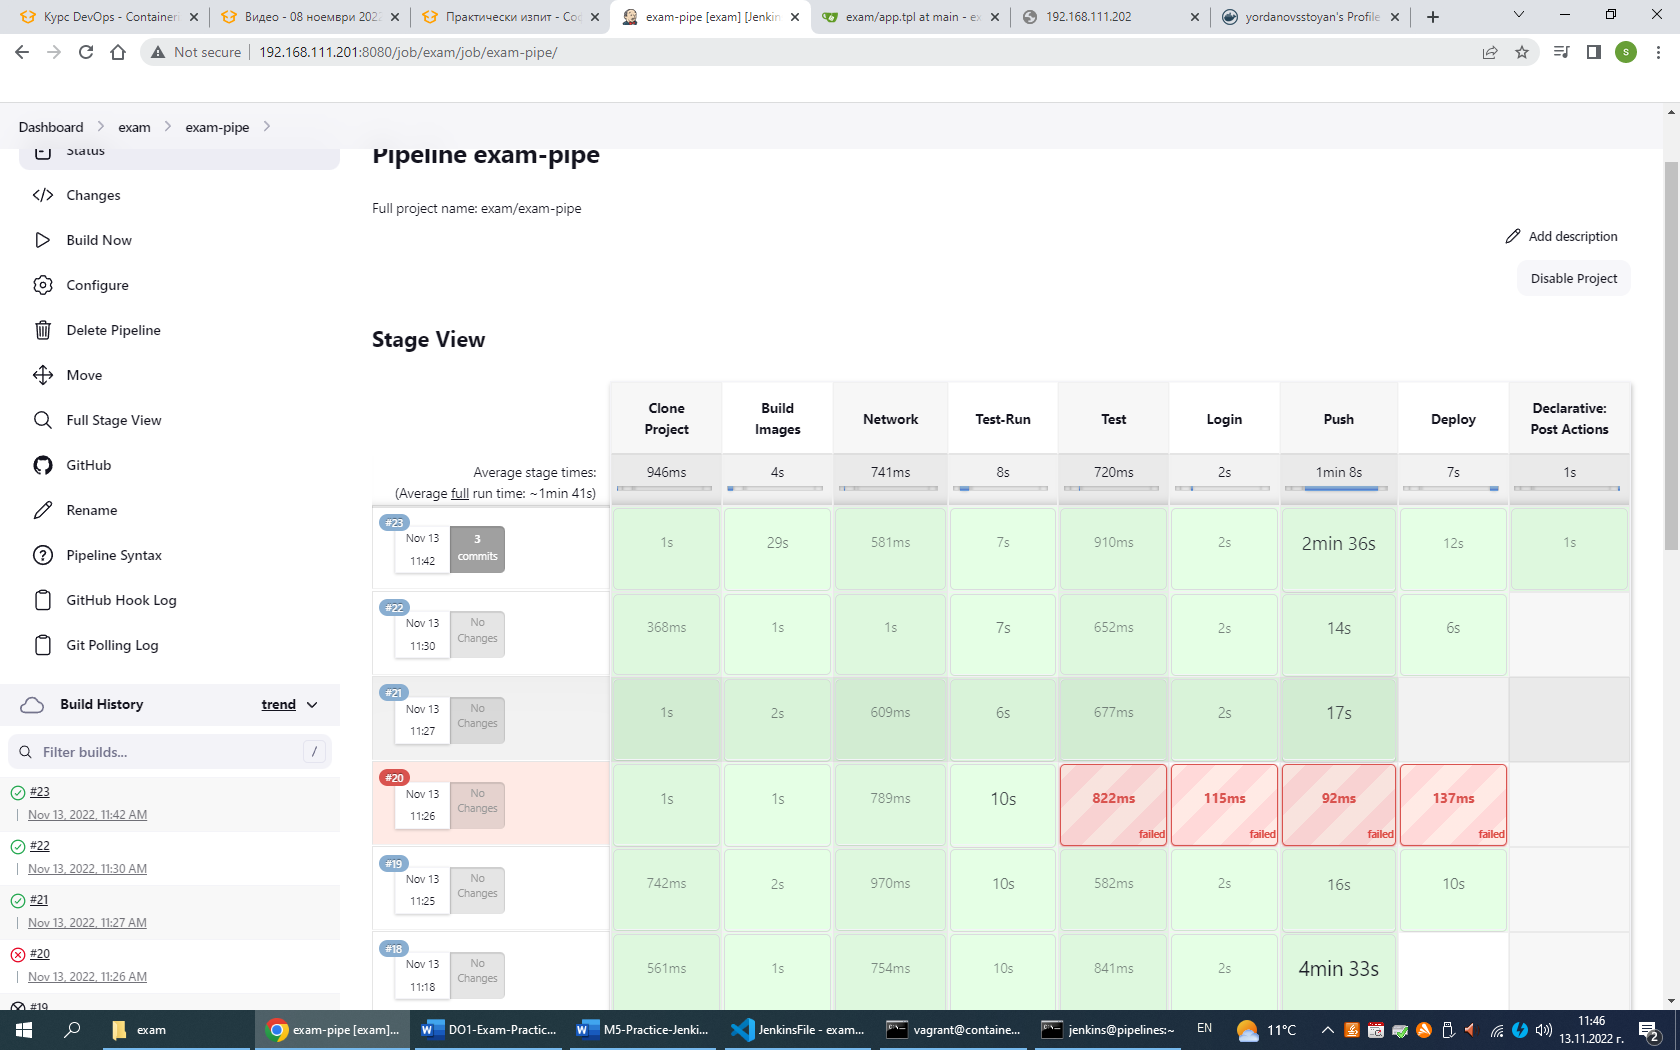 Курс DevOps - Containeri
Видео - 08 ноември 2022
Практически изпит - Соф
exam-pipe [exam] [Jenkin
exam/app.tpl at main - ex
192.168.111.202
yordanovsstoyan's Profile
Not secure
192.168.111.201:8080/job/exam/job/exam-pipe/
s
Dashboard
exam
exam-pipe
Status
Changes
Build Now
Configure
Delete Pipeline
Move
Full Stage View
GitHub
Rename
Pipeline Syntax
GitHub Hook Log
Git Polling Log
Build History
trend
Filter builds...
/
#23
Nov 13, 2022, 11:42 AM
#22
Nov 13, 2022, 11:30 AM
#21
Nov 13, 2022, 11:27 AM
#20
Nov 13, 2022, 11:26 AM
#19
Pipeline exam-pipe
Full project name: exam/exam-pipe
Add description
Disable Project
Stage View
Clone Project
Build Images
Network
Test-Run
Test
Login
Push
Deploy
Declarative: Post Actions
Average stage times:
(Average full run time: ~1min 41s)
946ms
4s
741ms
8s
720ms
2s
1min 8s
7s
1s
#23
Nov 13
11:42
3
commits
1s
29s
581ms
7s
910ms
2s
2min 36s
12s
1s
#22
Nov 13
11:30
No
Changes
368ms
1s
1s
7s
652ms
2s
14s
6s
#21
Nov 13
11:27
No
Changes
1s
2s
609ms
6s
677ms
2s
17s
#20
Nov 13
11:26
No
Changes
1s
1s
789ms
10s
822ms
failed
115ms
failed
92ms
failed
137ms
failed
#19
Nov 13
11:25
No
Changes
742ms
2s
970ms
10s
582ms
2s
16s
10s
#18
Nov 13
11:18
No
Changes
561ms
1s
754ms
10s
841ms
2s
4min 33s
exam
exam-pipe [exam]...
DO1-Exam-Practic...
M5-Practice-Jenki...
JenkinsFile - exam...
vagrant@containe...
jenkins@pipelines:~
EN
11°C
11:46
13.11.2022 г.
2